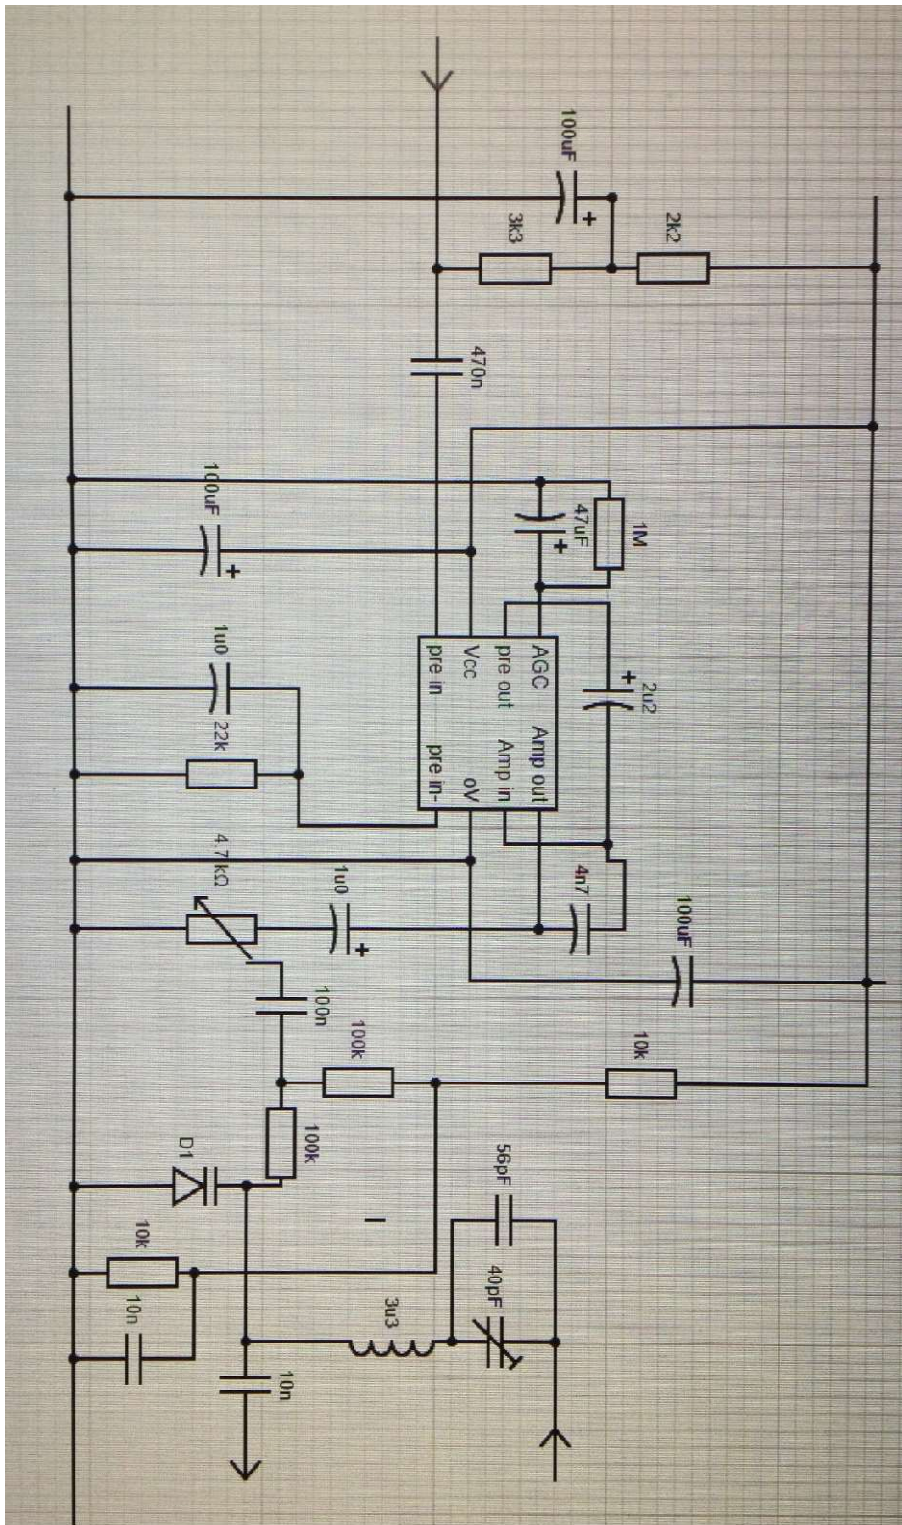 100uF
2k2
2u2
+
10k
1M
100uF
+
47uF
+
4n7
3k3
56pF
40pF
AGC Amp out
pre out Amp in
Vcc oV
pre in pre in-
470n
3u3
100k
1u0
+
100n
100k
10n
100uF
+
1u0
22k
4.7kΩ
D1
10k
10n